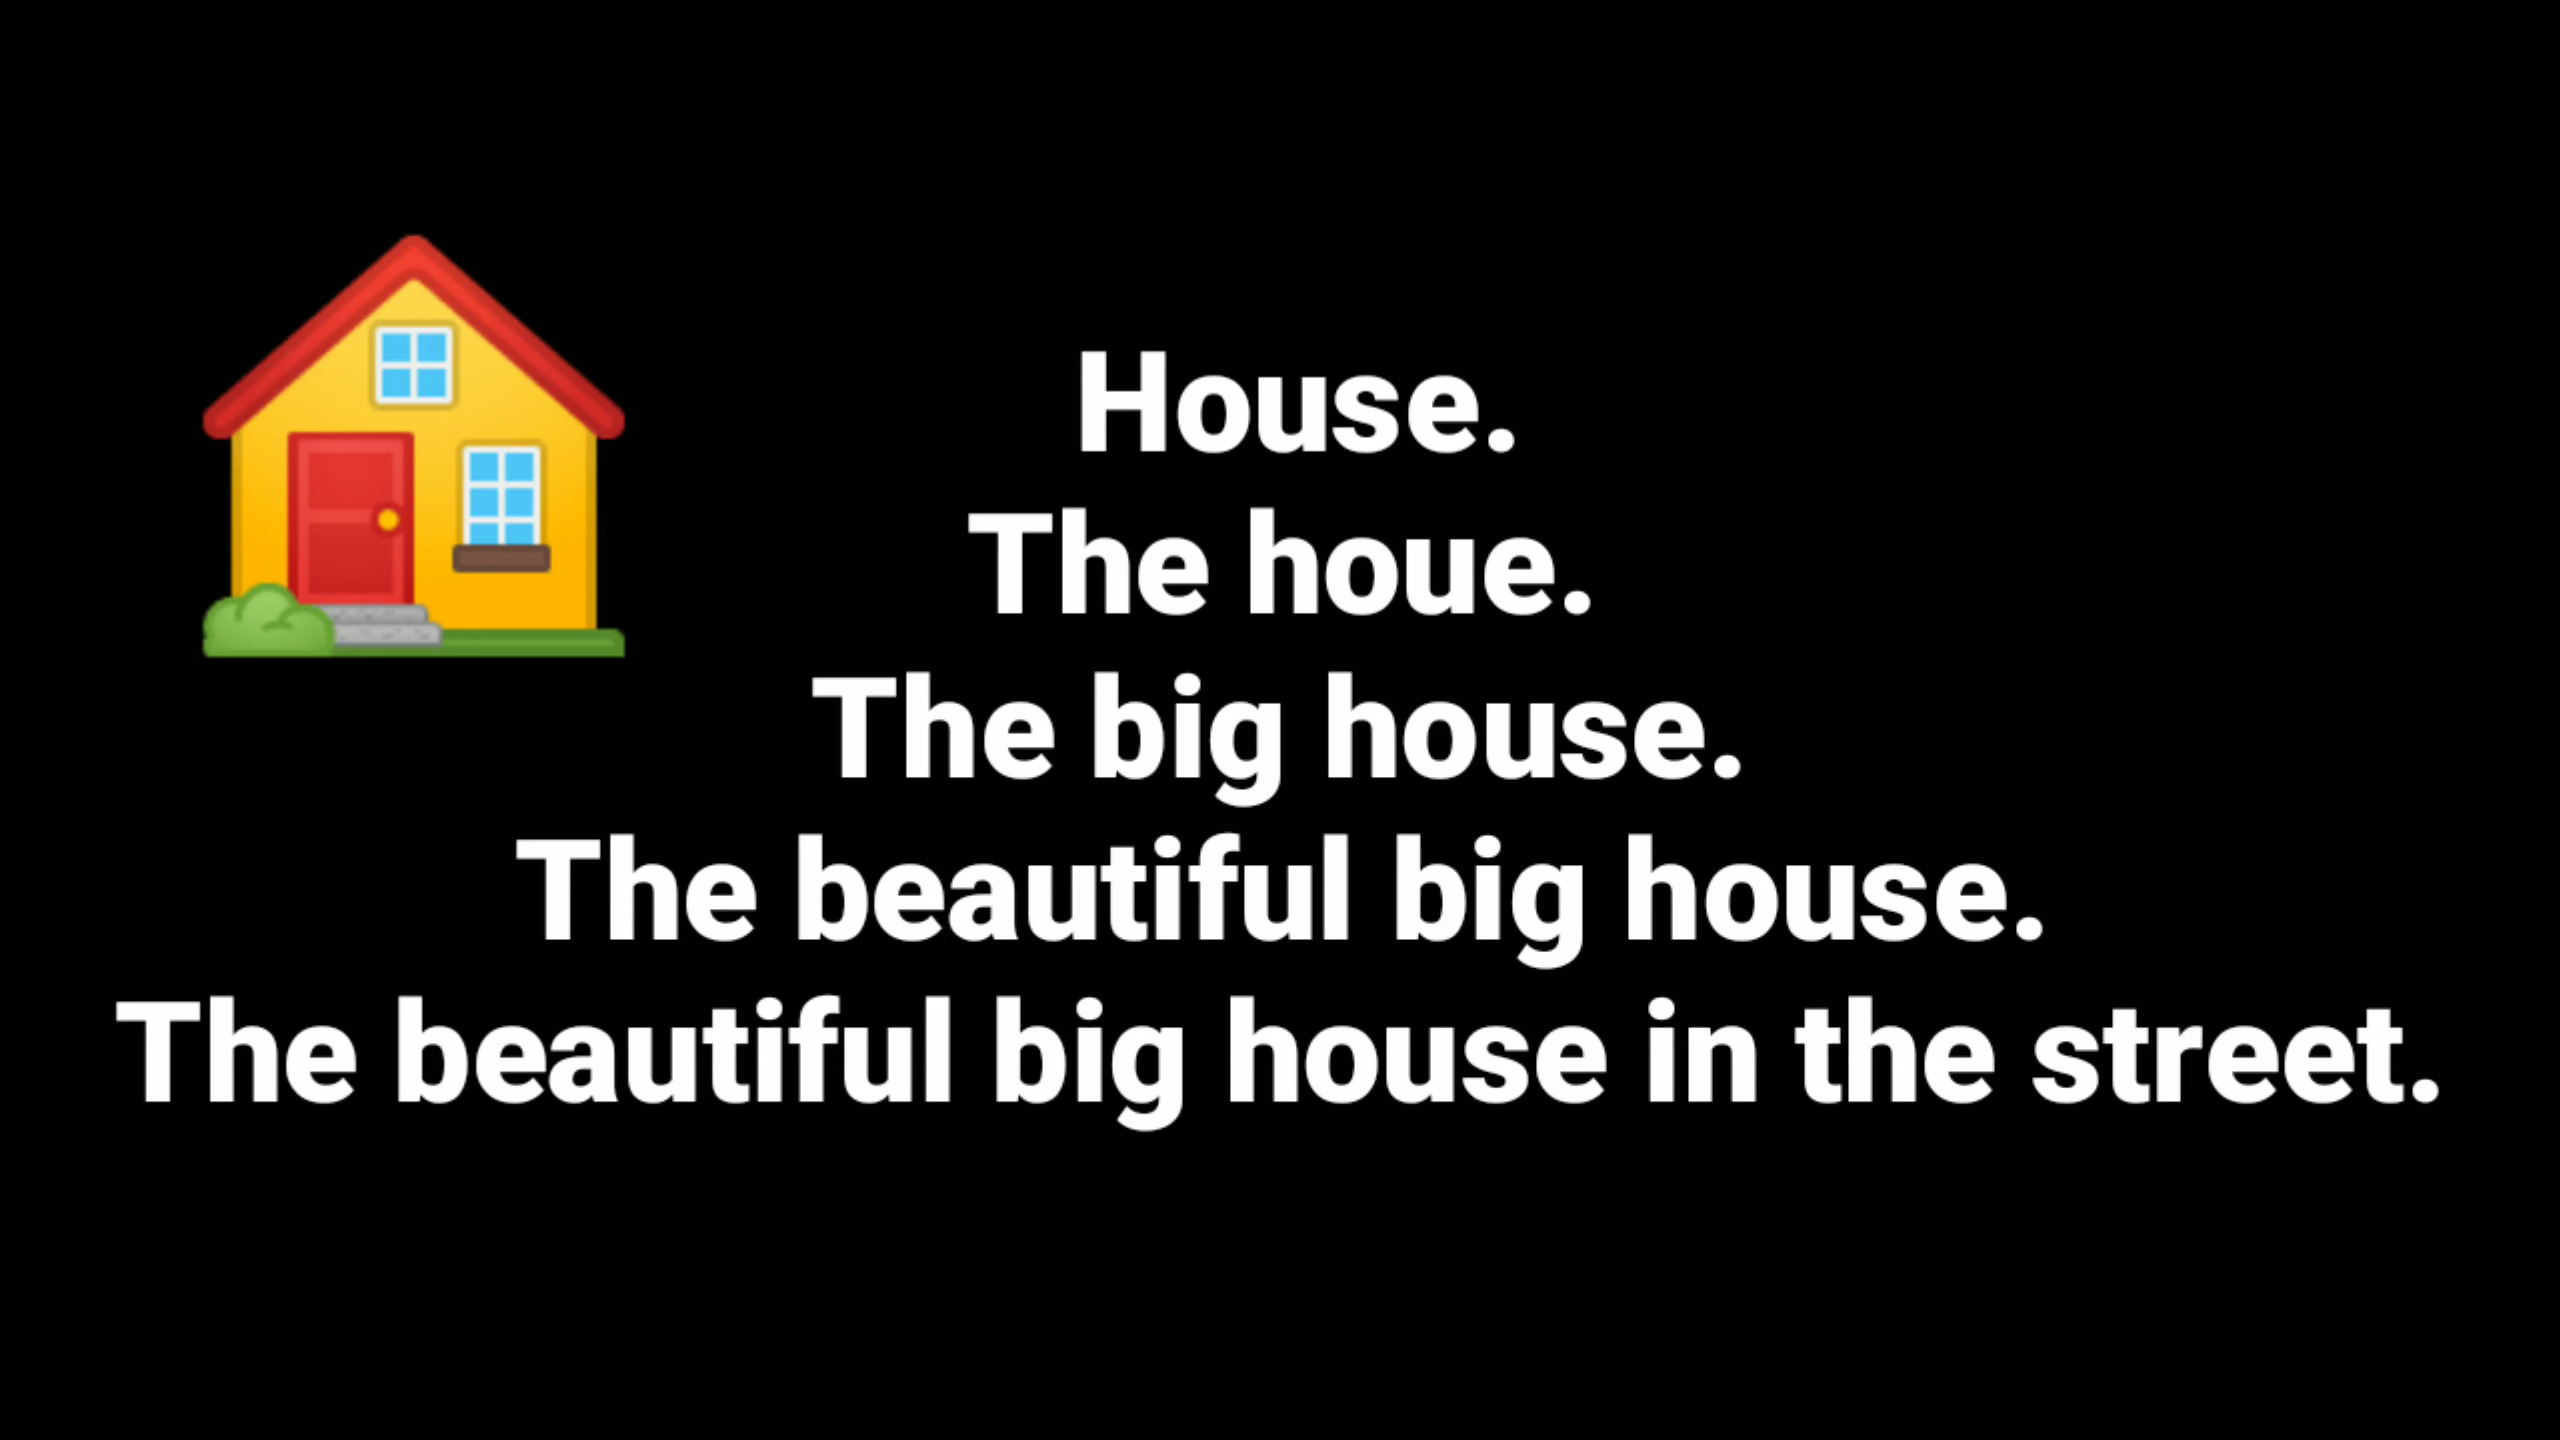 House.
The houe.
The big house.
The beautiful big house.
The beautiful big house in the street.